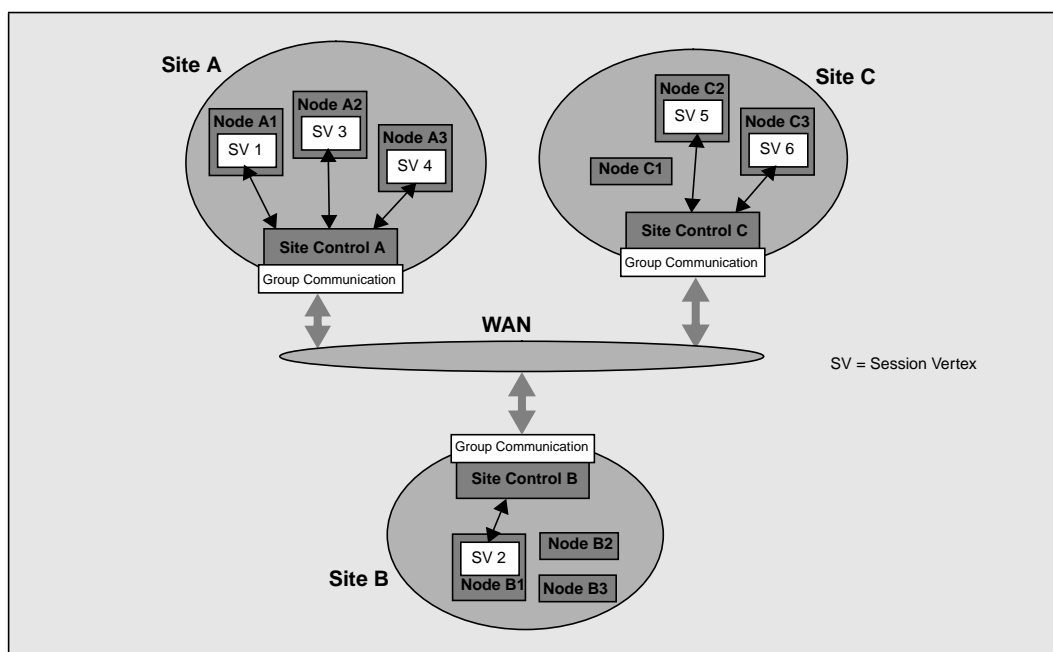 Site A
Node A1
SV 1
Node A2
SV 3
Node A3
SV 4
Site Control A
Group Communication
Site C
Node C2
SV 5
Node C3
SV 6
Node C1
Site Control C
Group Communication
WAN
SV = Session Vertex
Group Communication
Site Control B
SV 2
Node B1
Node B2
Node B3
Site B